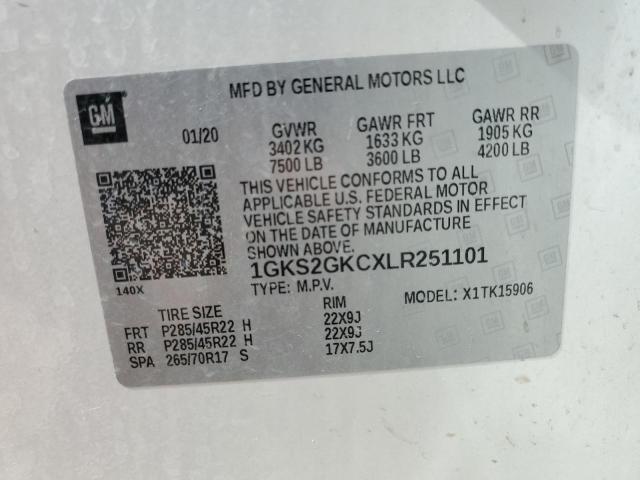 GM
MFD BY GENERAL MOTORS LLC
01/20 GVWR GAWR FRT GAWR RR
3402 KG 1633 KG 1905 KG
7500 LB 3600 LB 4200 LB
THIS VEHICLE CONFORMS TO ALL
APPLICABLE U.S. FEDERAL MOTOR
VEHICLE SAFETY STANDARDS IN EFFECT
ON THE DATE OF MANUFACTURE
SHOWN ABOVE.
1GKS2GKCXLR251101
140X TYPE: M.P.V. MODEL: X1TK15906
TIRE SIZE RIM
FRT P285/45R22 H 22X9J
RR P285/45R22 H 22X9J
SPA 265/70R17 S 17X7.5J